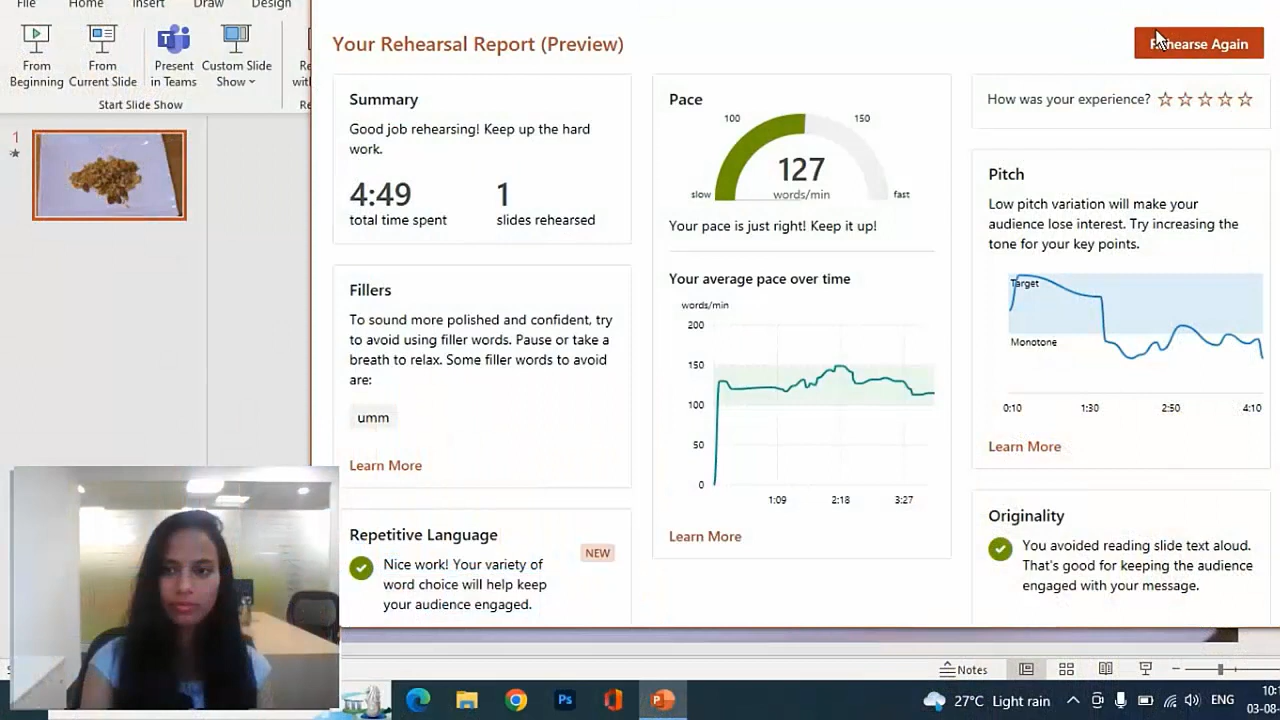 File
Home
Insert
Draw
Design
From
Beginning
From
Current Slide
Present
in Teams
Custom Slide
Show
Start Slide Show
1
Your Rehearsal Report (Preview)
Rehearse Again
Summary
Good job rehearsing! Keep up the hard
work.
4:49
total time spent
1
slides rehearsed
Fillers
To sound more polished and confident, try
to avoid using filler words. Pause or take a
breath to relax. Some filler words to avoid
are:
umm
Learn More
Repetitive Language
NEW
Nice work! Your variety of
word choice will help keep
your audience engaged.
Pace
100
150
127
words/min
slow
fast
Your pace is just right! Keep it up!
Your average pace over time
words/min
200
150
100
50
0
1:09
2:18
3:27
Learn More
How was your experience?
Pitch
Low pitch variation will make your
audience lose interest. Try increasing the
tone for your key points.
Target
Monotone
0:10
1:30
2:50
4:10
Learn More
Originality
You avoided reading slide text aloud.
That's good for keeping the audience
engaged with your message.
Notes
Ps
27°C Light rain
ENG
03-08-